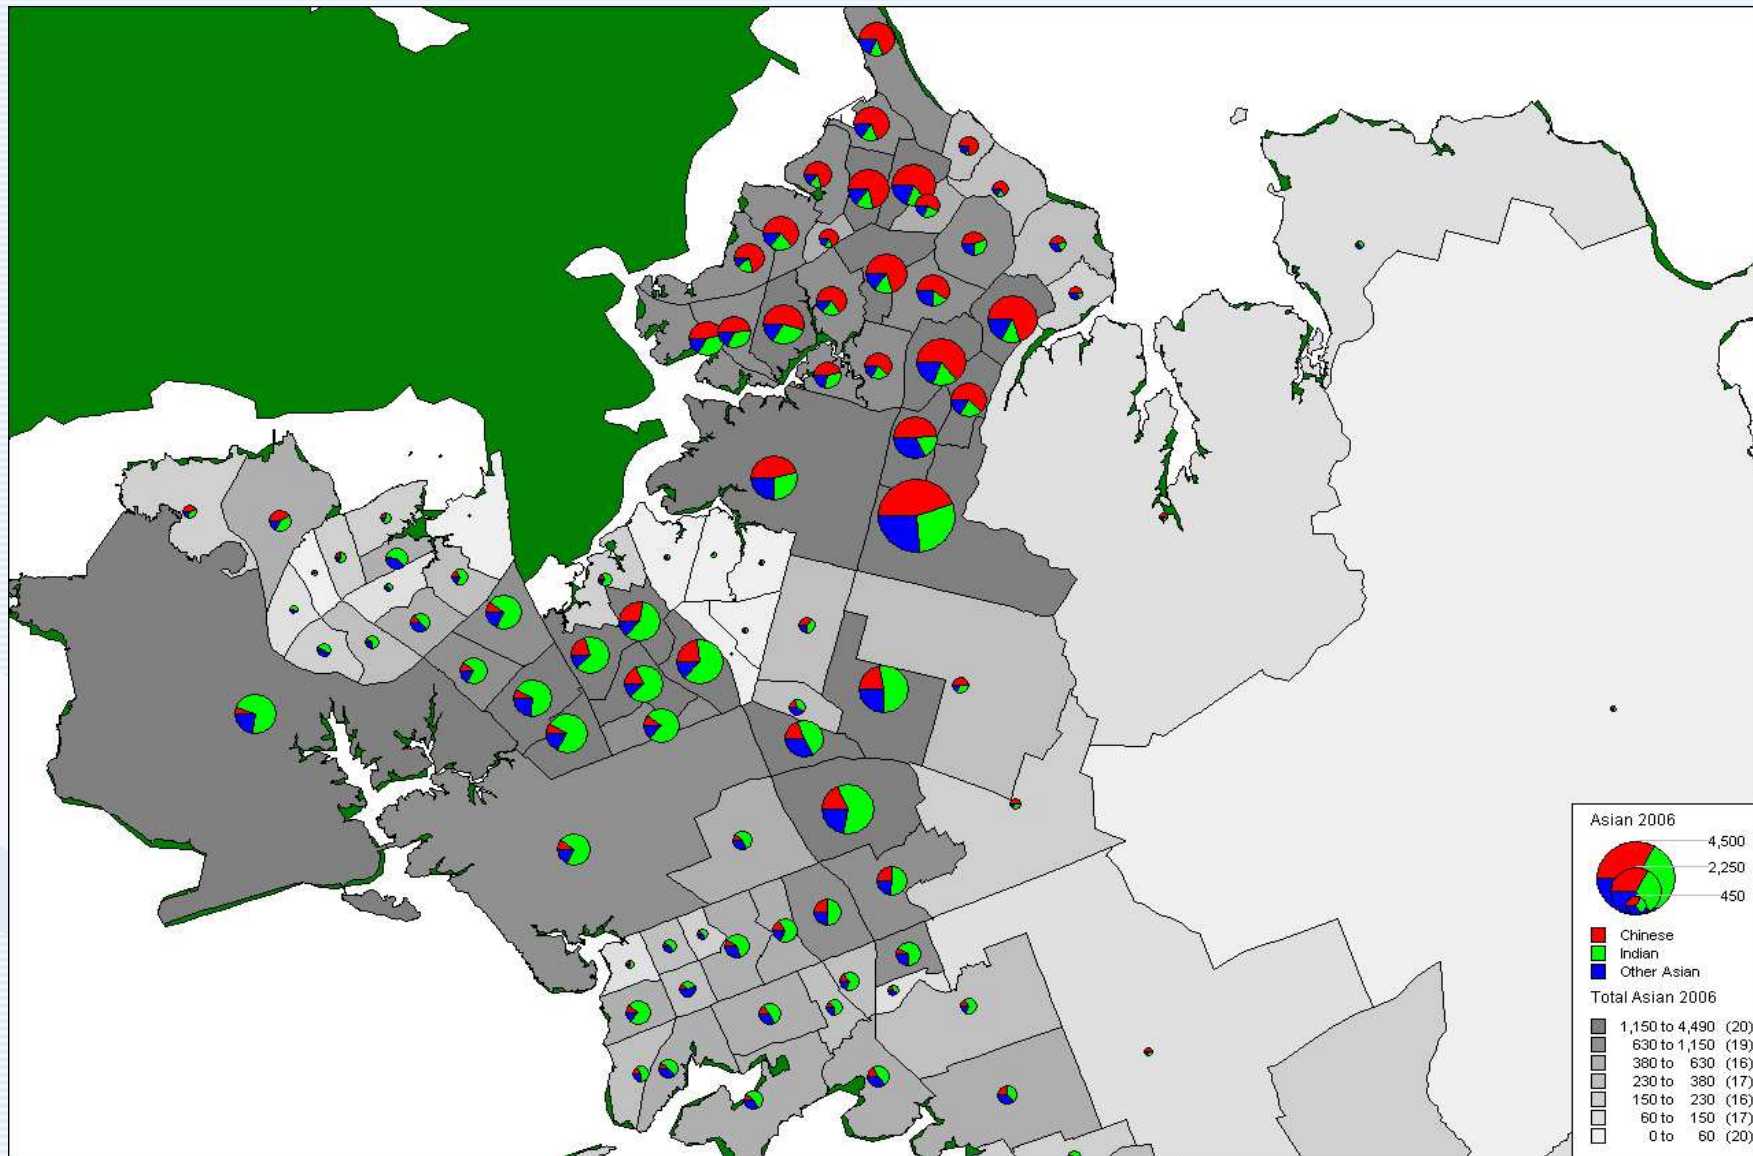 Asian 2006
4,500
2,250
450
Chinese
Indian
Other Asian
Total Asian 2006
1,150 to 4,490 (20)
630 to 1,150 (19)
380 to 630 (16)
230 to 380 (17)
150 to 230 (16)
60 to 150 (17)
0 to 60 (20)